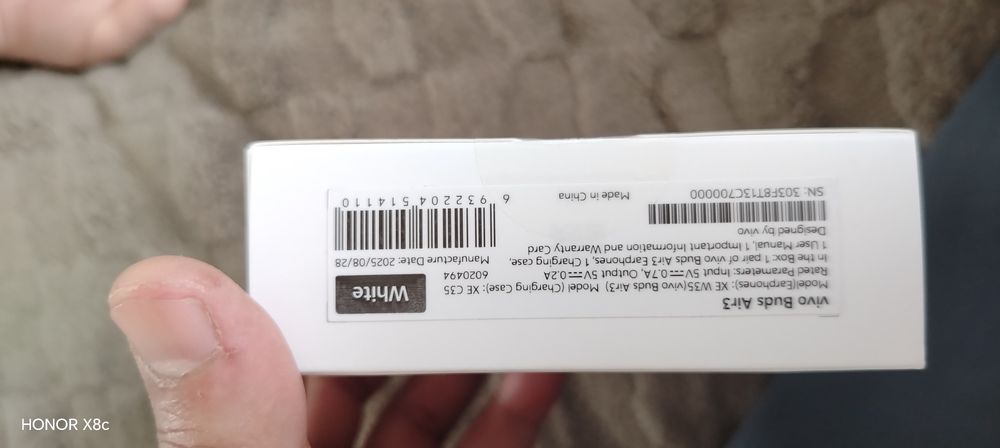 vivo Buds Air3
Model(Earphones): XE W35(vivo Buds Air3) Model (Charging Case): XE C35
Rated Parameters: Input 5V⎓0.7A, Output 5V⎓0.2A
In the Box: 1 pair of vivo Buds Air3 Earphones, 1 Charging case,
1 User Manual, 1 Important Information and Warranty Card
Designed by vivo
SN: 303F8T13C700000
Made in China
White
6020494
Manufacture Date: 2025/08/28
6 932204 514110
HONOR X8c